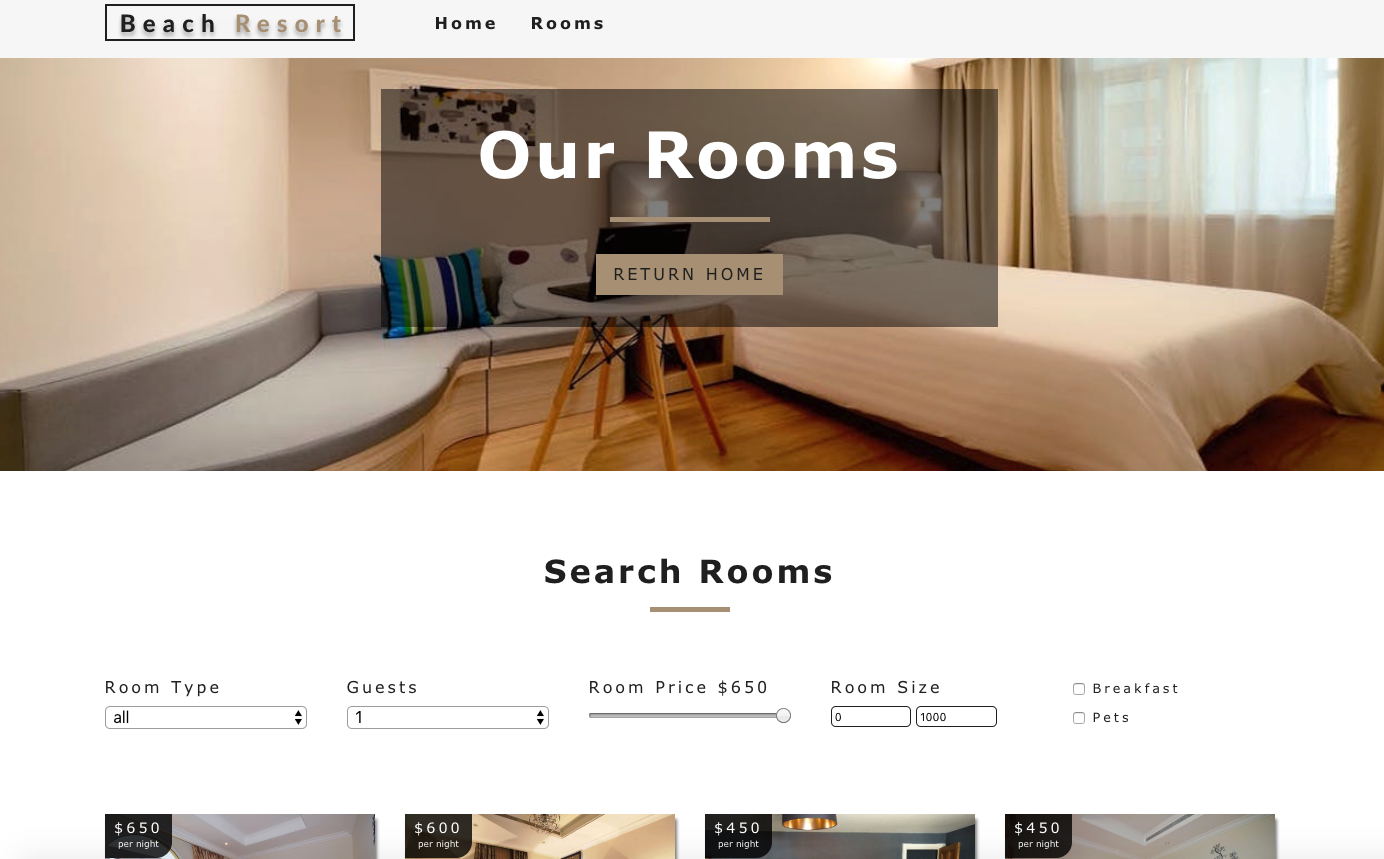 Beach Resort
Home Rooms
Our Rooms
RETURN HOME
Search Rooms
Room Type Guests Room Price $650 Room Size
Breakfast
all 1 0 1000
Pets
$650 $600 $450 $450
per night per night per night per night